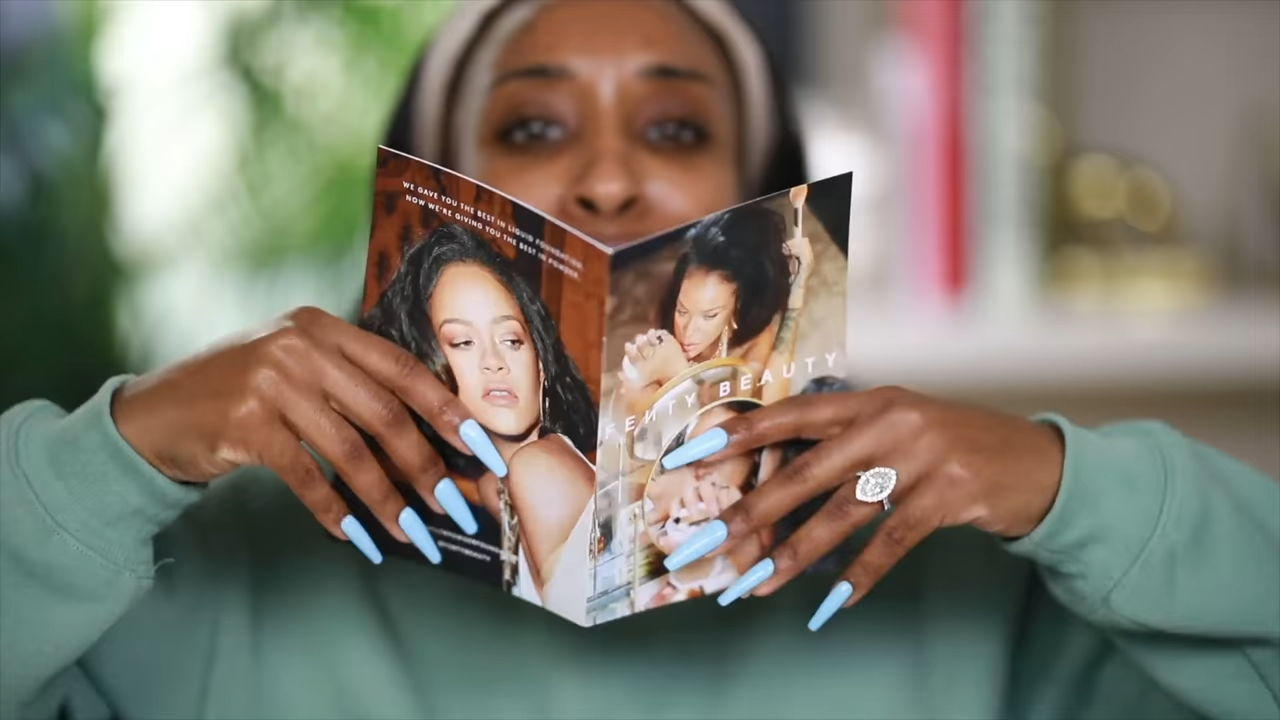 WE GAVE YOU THE BEST IN LIQUID FOUNDATION.
NOW WE'RE GIVING YOU THE BEST IN POWDER.
FENTY BEAUTY